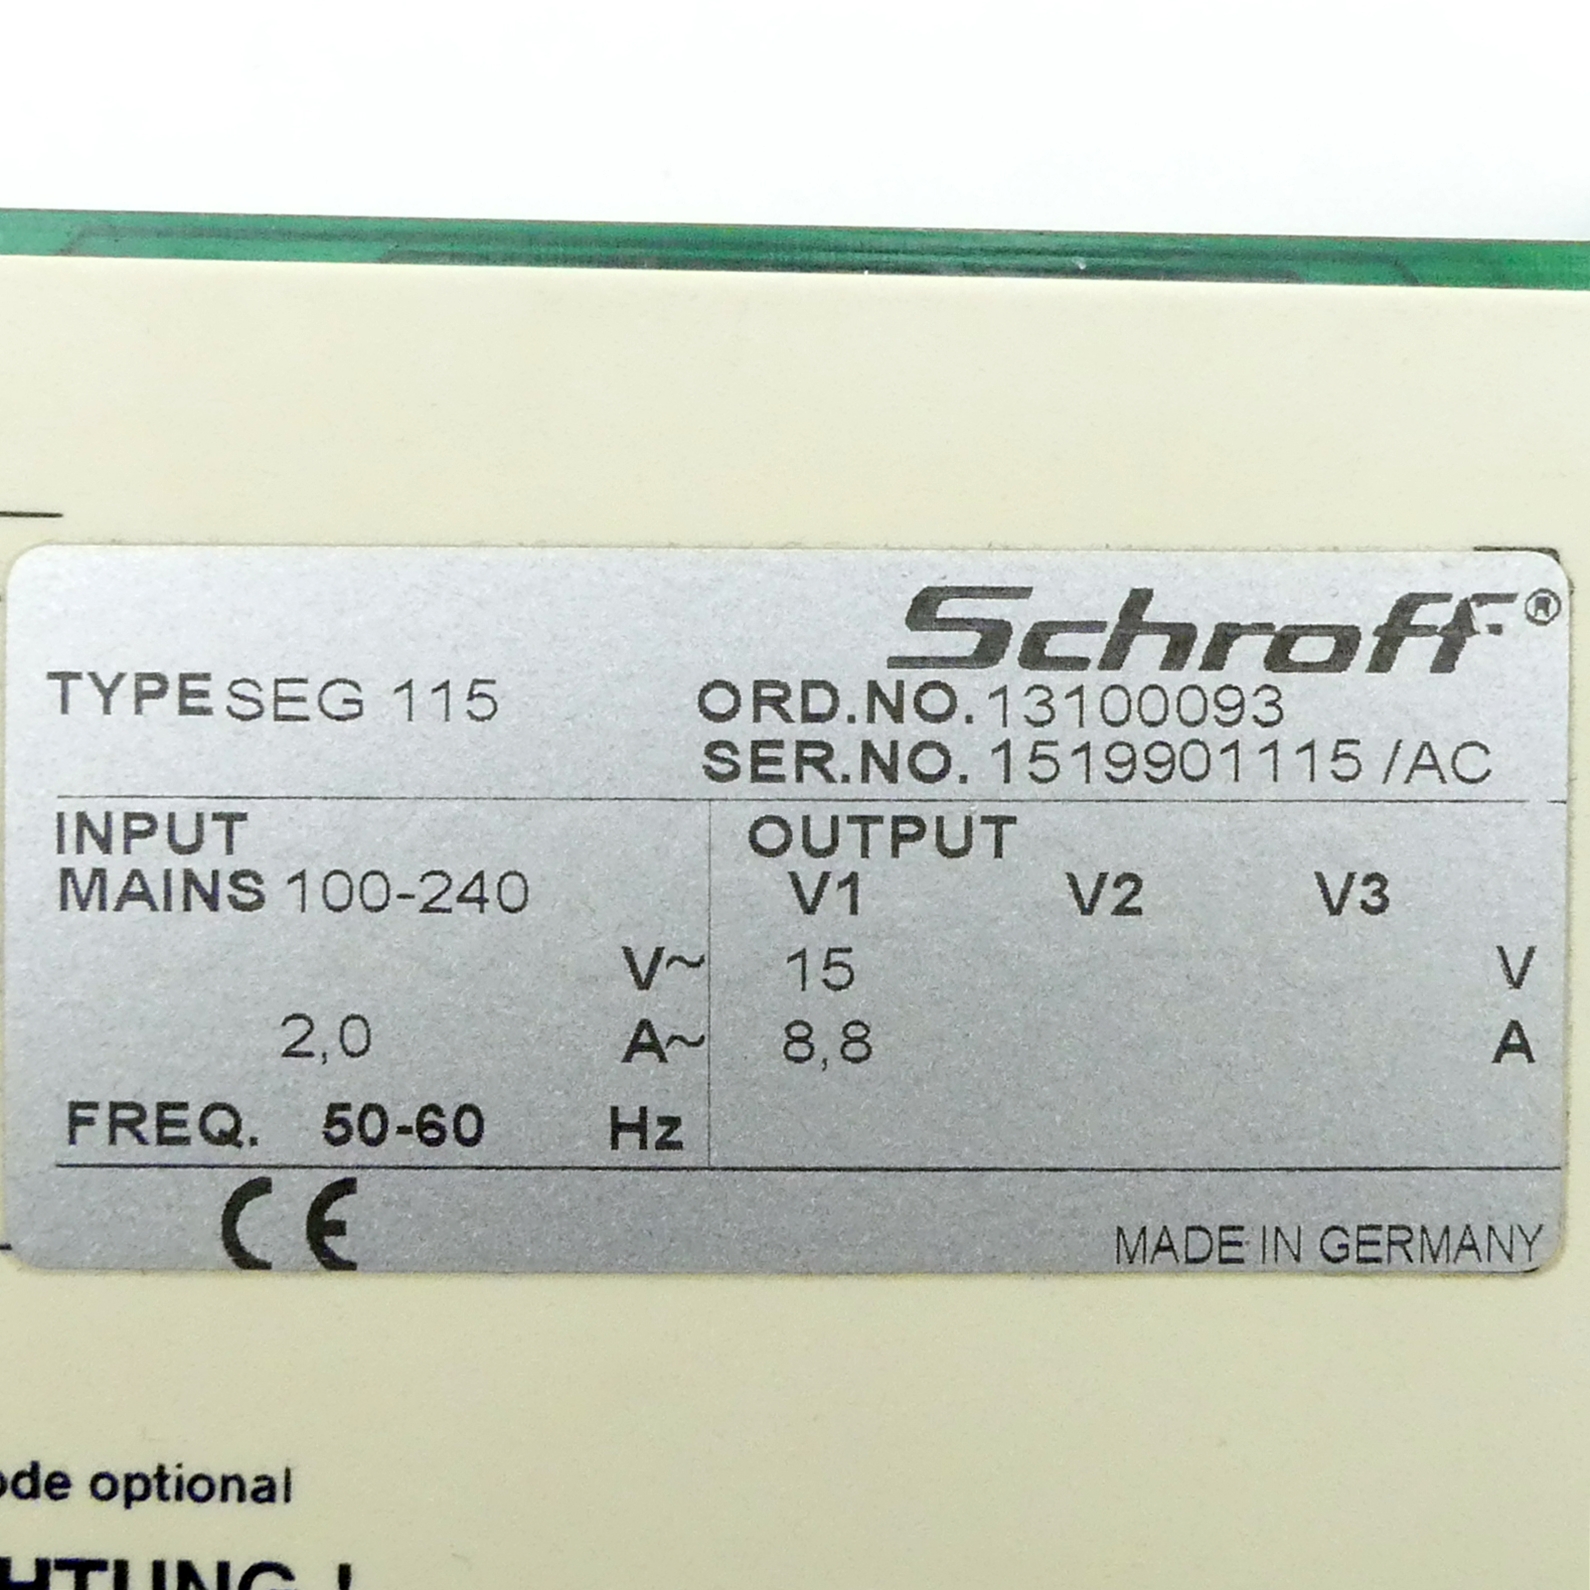 Schroff®
TYPE SEG 115 ORD.NO. 13100093
SER.NO. 1519901115 /AC
INPUT OUTPUT
MAINS 100-240 V1 V2 V3
V~ 15 V
2,0 A~ 8,8 A
FREQ. 50-60 Hz
CE MADE IN GERMANY
optional